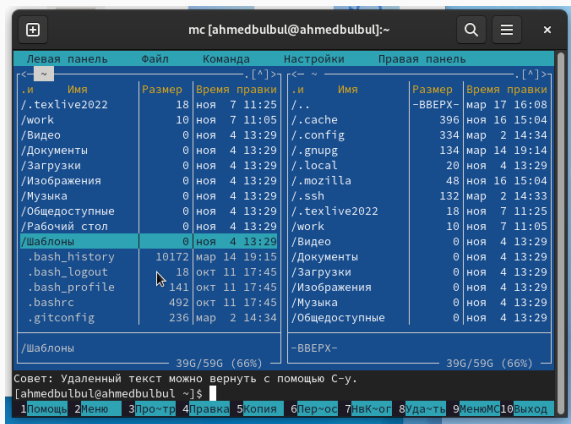 mc [ahmedbulbul@ahmedbulbul]:~
Левая панель Файл Команда Настройки Правая панель
<— ~ .[^]> <— ~ .[^]>
.и Имя Размер Время правки .и Имя Размер Время правки
/.texlive2022 18 ноя 7 11:25 /.. -ВВЕРХ- мар 17 16:08
/work 10 ноя 7 11:05 /.cache 396 ноя 16 15:04
/Видео 0 ноя 4 13:29 /.config 334 мар 2 14:34
/Документы 0 ноя 4 13:29 /.gnupg 134 мар 14 19:14
/Загрузки 0 ноя 4 13:29 /.local 20 ноя 4 13:29
/Изображения 0 ноя 4 13:29 /.mozilla 48 ноя 16 15:04
/Музыка 0 ноя 4 13:29 /.ssh 132 мар 2 14:33
/Общедоступные 0 ноя 4 13:29 /.texlive2022 18 ноя 7 11:25
/Рабочий стол 0 ноя 4 13:29 /work 10 ноя 7 11:05
/Шаблоны 0 ноя 4 13:29 /Видео 0 ноя 4 13:29
.bash_history 10172 мар 14 19:15 /Документы 0 ноя 4 13:29
.bash_logout 18 окт 11 17:45 /Загрузки 0 ноя 4 13:29
.bash_profile 141 окт 11 17:45 /Изображения 0 ноя 4 13:29
.bashrc 492 окт 11 17:45 /Музыка 0 ноя 4 13:29
.gitconfig 236 мар 2 14:34 /Общедоступные 0 ноя 4 13:29
/Шаблоны -ВВЕРХ-
39G/59G (66%) 39G/59G (66%)
Совет: Удаленный текст можно вернуть с помощью C-y.
[ahmedbulbul@ahmedbulbul ~]$
1Помощь 2Меню 3Про~тр 4Правка 5Копия 6Пер~ос 7НвК~ог 8Уда~ть 9МенюMC 10Выход